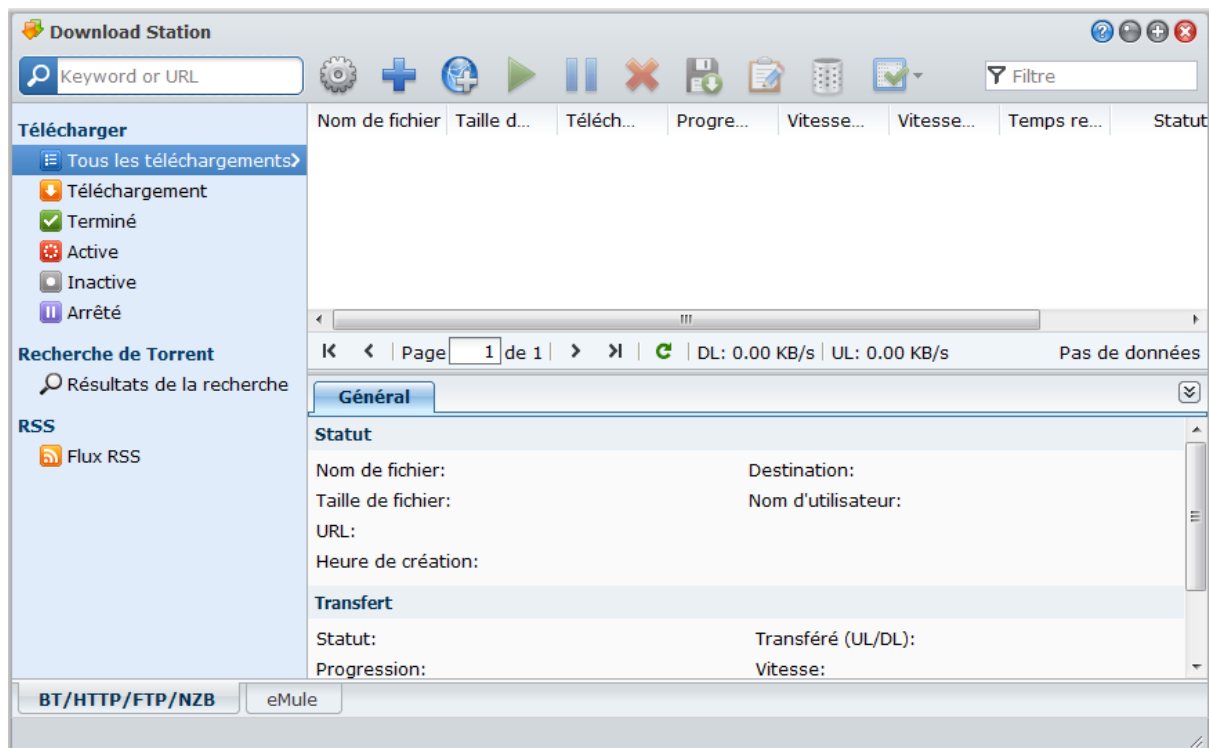 Download Station
Keyword or URL
Filtre
Télécharger
Tous les téléchargements
Téléchargement
Terminé
Active
Inactive
Arrêté
Recherche de Torrent
Résultats de la recherche
RSS
Flux RSS
Nom de fichier Taille d... Téléch... Progre... Vitesse... Vitesse... Temps re... Statut
Page 1 de 1 DL: 0.00 KB/s UL: 0.00 KB/s Pas de données
Général
Statut
Nom de fichier: Destination:
Taille de fichier: Nom d'utilisateur:
URL:
Heure de création:
Transfert
Statut: Transféré (UL/DL):
Progression: Vitesse:
BT/HTTP/FTP/NZB eMule